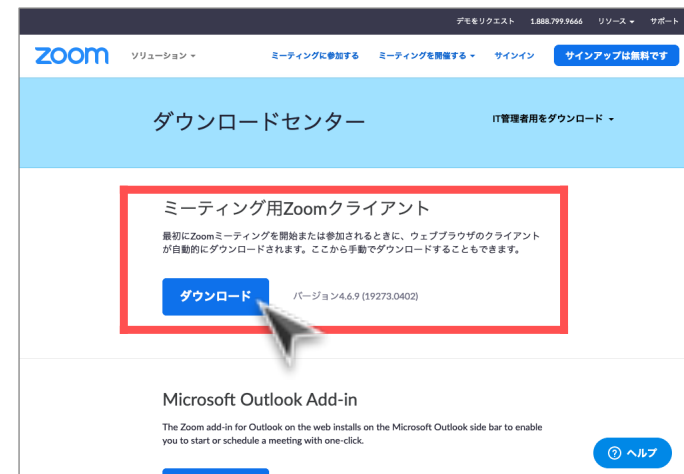 デモをリクエスト 1.888.799.9666 リソース サポート
zoom ソリューション ミーティングに参加する ミーティングを開催する サインイン サインアップは無料です
ダウンロードセンター IT管理者用をダウンロード
ミーティング用Zoomクライアント
最初にZoomミーティングを開始または参加されるときに、ウェブブラウザのクライアント
が自動的にダウンロードされます。ここから手動でダウンロードすることもできます。
ダウンロード バージョン4.6.9 (19273.0402)
Microsoft Outlook Add-in
The Zoom add-in for Outlook on the web installs on the Microsoft Outlook side bar to enable
you to start or schedule a meeting with one-click.
ヘルプ